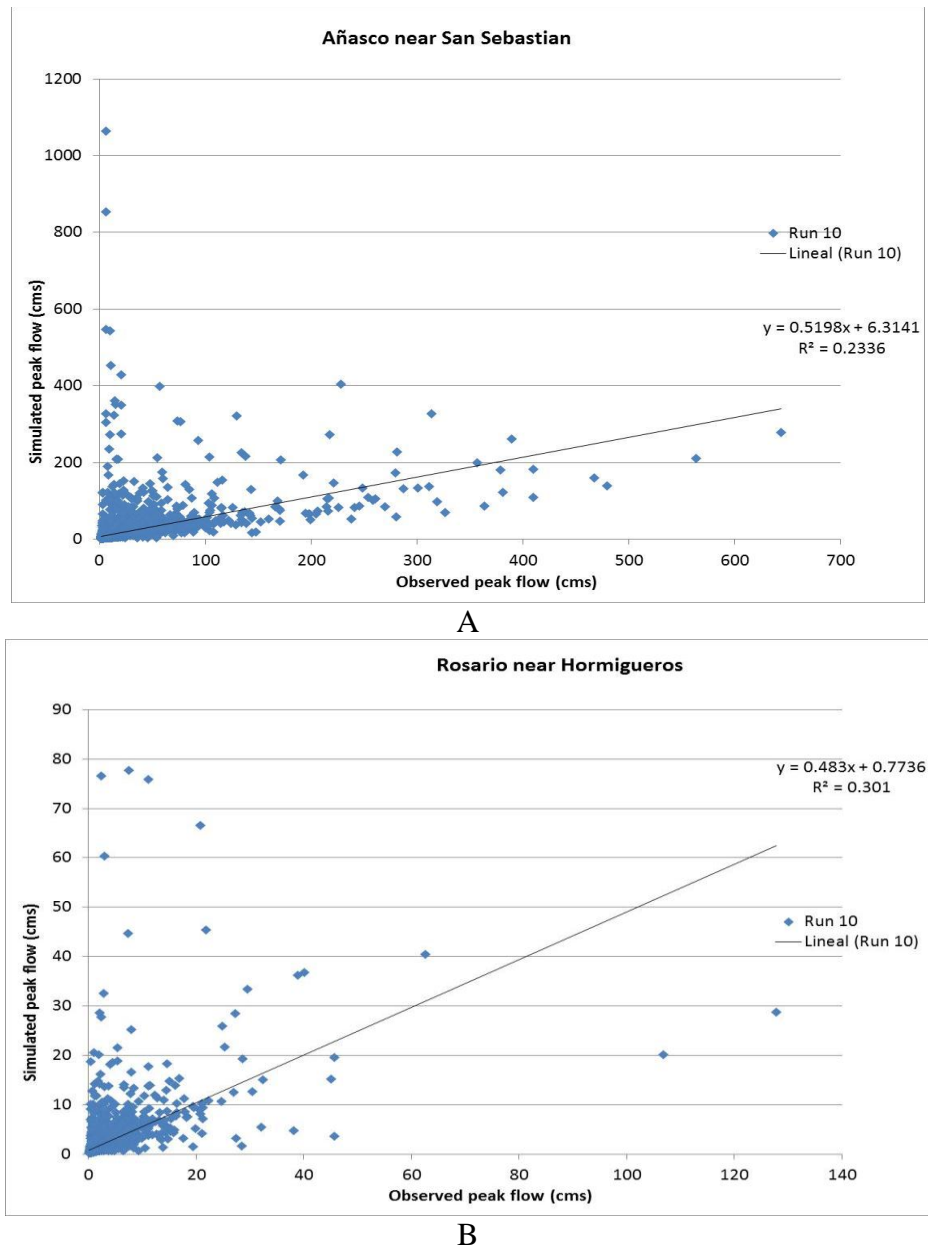 Añasco near San Sebastian
1200
1000
800
600
400
200
0
0 100 200 300 400 500 600 700
Simulated peak flow (cms)
Observed peak flow (cms)
Run 10
Lineal (Run 10)
y = 0.5198x + 6.3141
R² = 0.2336
A
Rosario near Hormigueros
90
80
70
60
50
40
30
20
10
0
0 20 40 60 80 100 120 140
Simulated peak flow (cms)
Observed peak flow (cms)
y = 0.483x + 0.7736
R² = 0.301
Run 10
Lineal (Run 10)
B